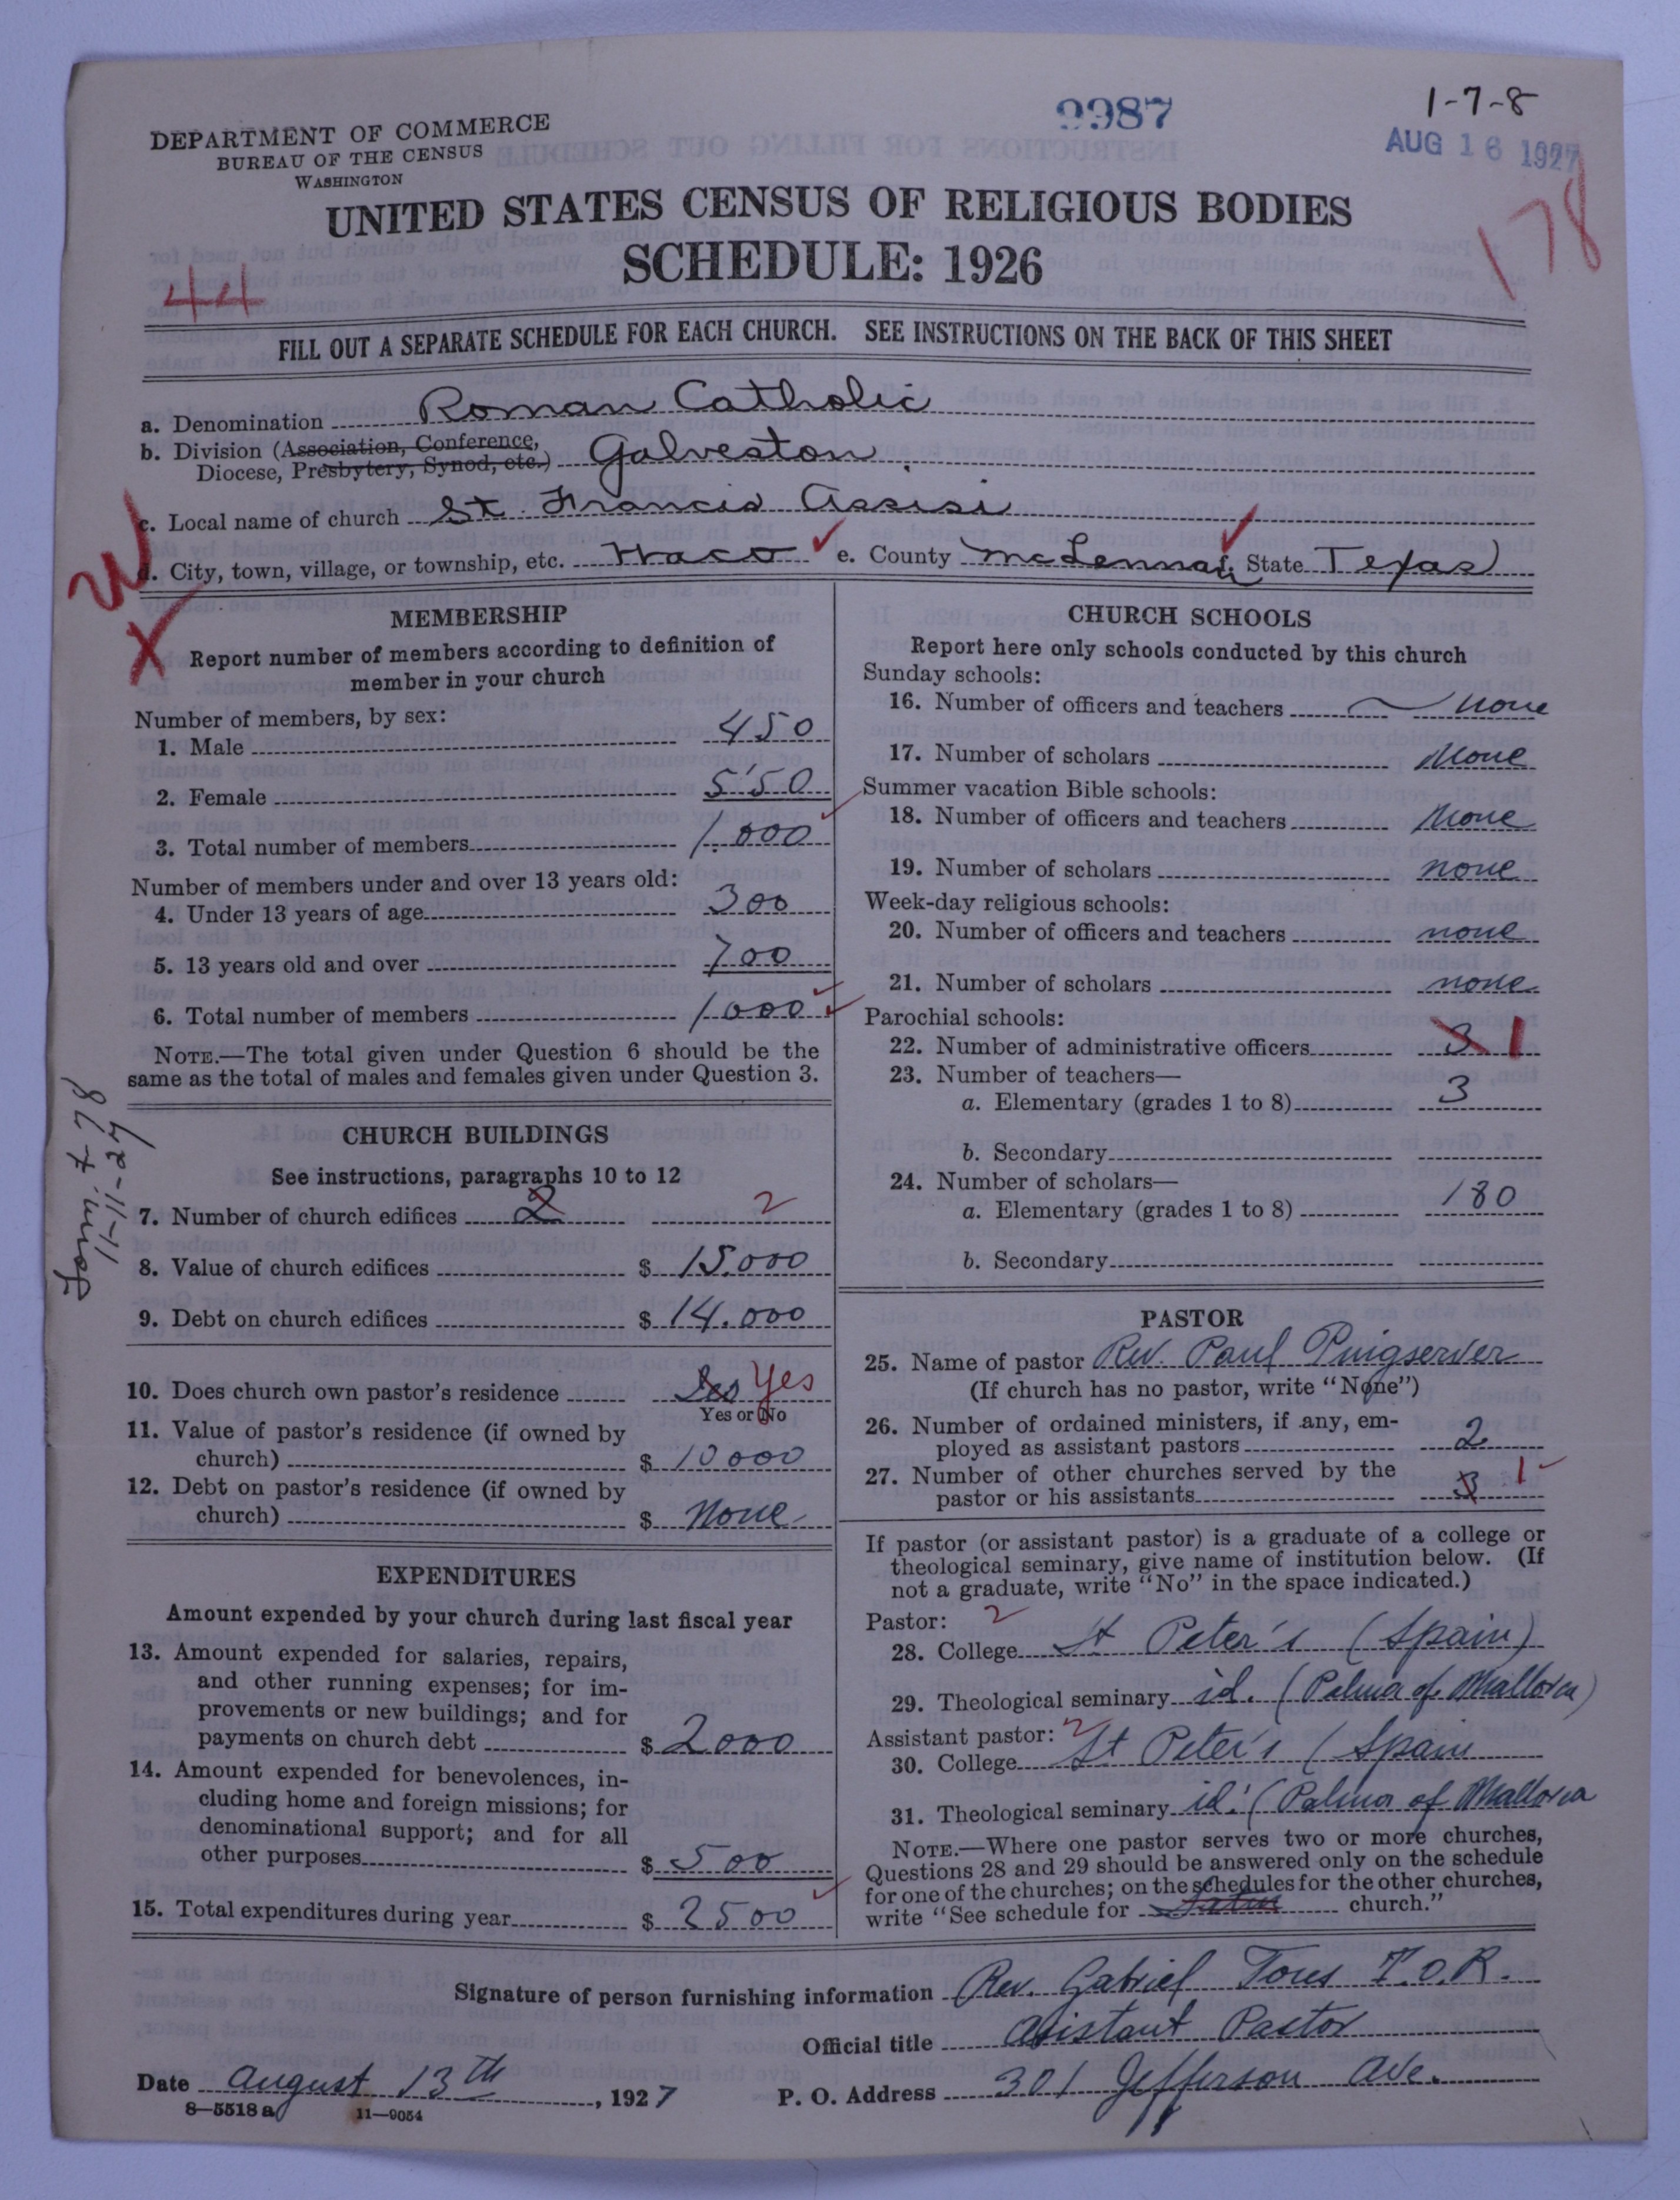 9987
1-7-8
AUG 16 1927
DEPARTMENT OF COMMERCE
BUREAU OF THE CENSUS
WASHINGTON
178
UNITED STATES CENSUS OF RELIGIOUS BODIES
SCHEDULE: 1926
44
FILL OUT A SEPARATE SCHEDULE FOR EACH CHURCH. SEE INSTRUCTIONS ON THE BACK OF THIS SHEET
a. Denomination Roman Catholic
b. Division (Association, Conference,
Diocese, Presbytery, Synod, etc.) Galveston.
c. Local name of church St. Francis Assisi
d. City, town, village, or township, etc. Waco e. County McLennan f. State Texas
X
MEMBERSHIP
Report number of members according to definition of
member in your church
Number of members, by sex:
1. Male 450
2. Female 550
3. Total number of members 1.000
Number of members under and over 13 years old:
4. Under 13 years of age 300
5. 13 years old and over 700
6. Total number of members 1000
NOTE.—The total given under Question 6 should be the
same as the total of males and females given under Question 3.
CHURCH BUILDINGS
See instructions, paragraphs 10 to 12
7. Number of church edifices 2 2
8. Value of church edifices $ 15.000
9. Debt on church edifices $ 14.000
10. Does church own pastor's residence Yes Yes
Yes or No
11. Value of pastor's residence (if owned by
church) $ 10000
12. Debt on pastor's residence (if owned by
church) $ None
EXPENDITURES
Amount expended by your church during last fiscal year
13. Amount expended for salaries, repairs,
and other running expenses; for im-
provements or new buildings; and for
payments on church debt $ 2000
14. Amount expended for benevolences, in-
cluding home and foreign missions; for
denominational support; and for all
other purposes $ 500
15. Total expenditures during year $ 2500
CHURCH SCHOOLS
Report here only schools conducted by this church
Sunday schools:
16. Number of officers and teachers None
17. Number of scholars None
Summer vacation Bible schools:
18. Number of officers and teachers None
19. Number of scholars none
Week-day religious schools:
20. Number of officers and teachers none
21. Number of scholars none
Parochial schools:
22. Number of administrative officers 3 1
23. Number of teachers—
a. Elementary (grades 1 to 8) 3
b. Secondary
24. Number of scholars—
a. Elementary (grades 1 to 8) 180
b. Secondary
PASTOR
25. Name of pastor Rev. Paul Puigserver
(If church has no pastor, write "None")
26. Number of ordained ministers, if any, em-
ployed as assistant pastors 2
27. Number of other churches served by the
pastor or his assistants 3 1
If pastor (or assistant pastor) is a graduate of a college or
theological seminary, give name of institution below. (If
not a graduate, write "No" in the space indicated.)
Pastor: 2
28. College St Peter's (Spain)
29. Theological seminary id. (Palma of Mallorca)
Assistant pastor: 2
30. College St Peter's (Spain
31. Theological seminary id. (Palma of Mallorca
NOTE.—Where one pastor serves two or more churches,
Questions 28 and 29 should be answered only on the schedule
for one of the churches; on the schedules for the other churches,
write "See schedule for church."
Signature of person furnishing information Rev. Gabriel Tous T.O.R.
Official title Asistant Pastor
Date August 13th, 1927 P. O. Address 301 Jefferson Ave.
8—5518 a 11—9054